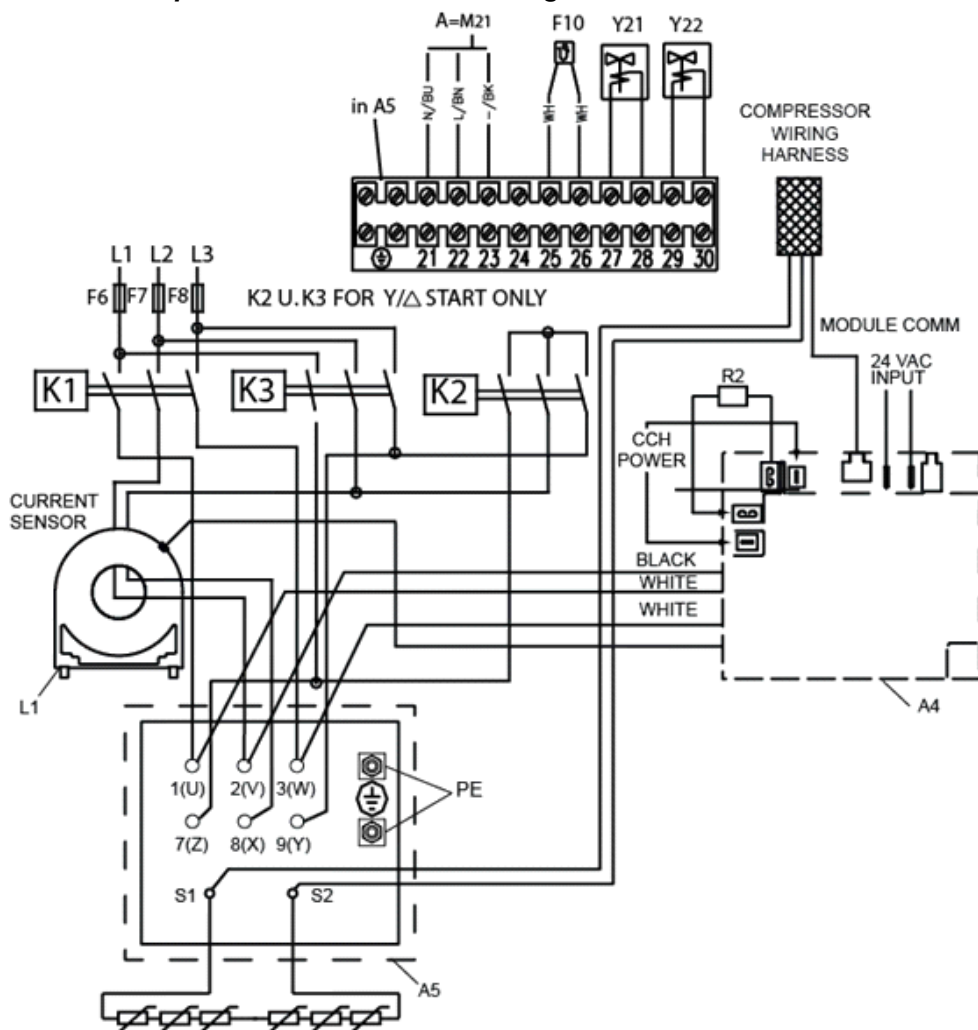 A=M21
F10
Y21
Y22
in A5
N/BU
L/BN
–/BK
WH
WH
COMPRESSOR
WIRING
HARNESS
21 22 23 24 25 26 27 28 29 30
L1 L2 L3
F6 F7 F8
K2 U.K3 FOR Y/△ START ONLY
MODULE COMM
24 VAC
INPUT
R2
K1
K3
K2
CCH
POWER
CURRENT
SENSOR
BLACK
WHITE
WHITE
L1
A4
1(U) 2(V) 3(W)
PE
7(Z) 8(X) 9(Y)
S1 S2
A5